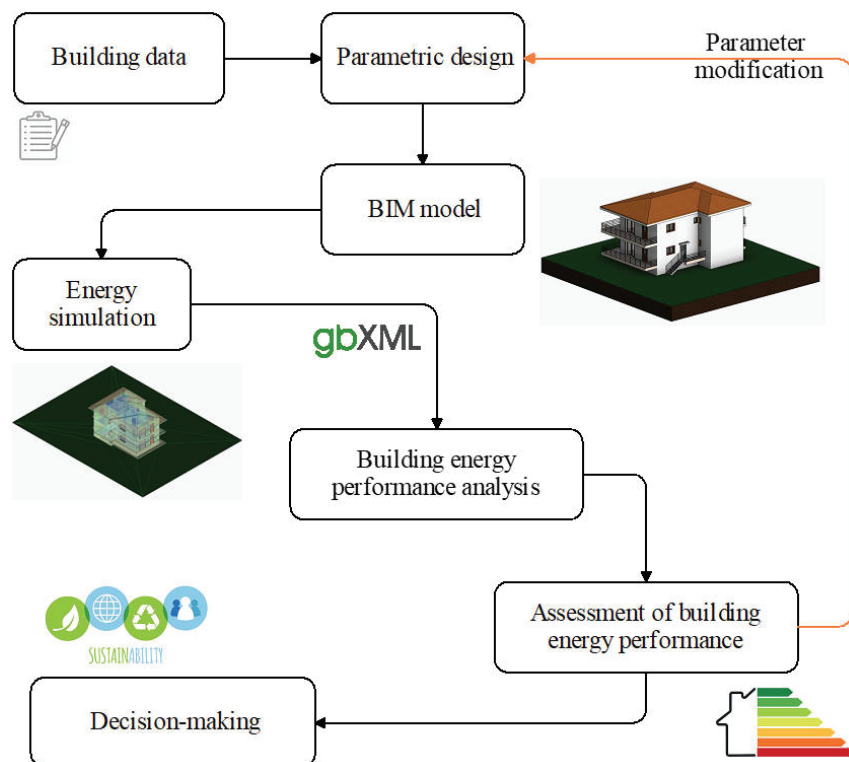 Building data
Parametric design
Parameter
modification
BIM model
Energy
simulation
gbXML
Building energy
performance analysis
Assessment of building
energy performance
SUSTAINABILITY
Decision-making